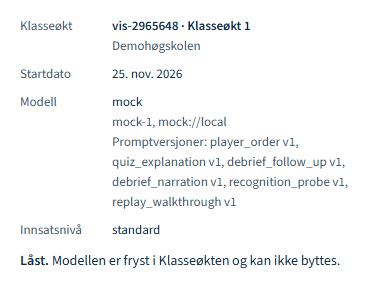 Klasseøkt vis-2965648 · Klasseøkt 1
Demohøgskolen
Startdato 25. nov. 2026
Modell mock
mock-1, mock://local
Promptversjoner: player_order v1,
quiz_explanation v1, debrief_follow_up v1,
debrief_narration v1, recognition_probe v1,
replay_walkthrough v1
Innsatsnivå standard
Låst. Modellen er fryst i Klasseøkten og kan ikke byttes.